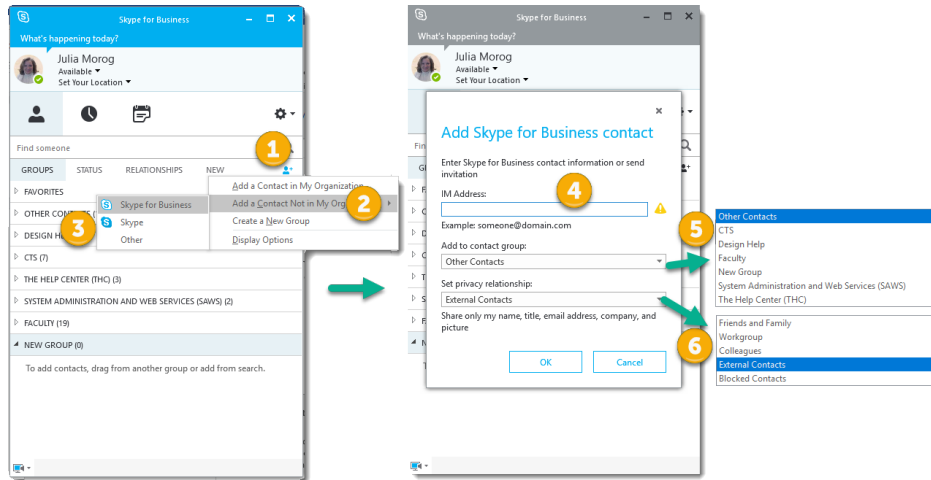 Skype for Business
What's happening today?
Julia Morog
Available
Set Your Location
Find someone
1
GROUPS STATUS RELATIONSHIPS NEW
FAVORITES
OTHER CON
DESIGN H
CTS (7)
THE HELP CENTER (THC) (3)
SYSTEM ADMINISTRATION AND WEB SERVICES (SAWS) (2)
FACULTY (19)
NEW GROUP (0)
To add contacts, drag from another group or add from search.
Add a Contact in My Organization
Add a Contact Not in My Or
2
Create a New Group
Display Options
3
Skype for Business
Skype
Other
Skype for Business
What's happening today?
Julia Morog
Available
Set Your Location
Fin
Add Skype for Business contact
Enter Skype for Business contact information or send
invitation
IM Address:
4
Example: someone@domain.com
Add to contact group:
Other Contacts
Set privacy relationship:
External Contacts
Share only my name, title, email address, company, and
picture
OK Cancel
5
Other Contacts
CTS
Design Help
Faculty
New Group
System Administration and Web Services (SAWS)
The Help Center (THC)
6
Friends and Family
Workgroup
Colleagues
External Contacts
Blocked Contacts